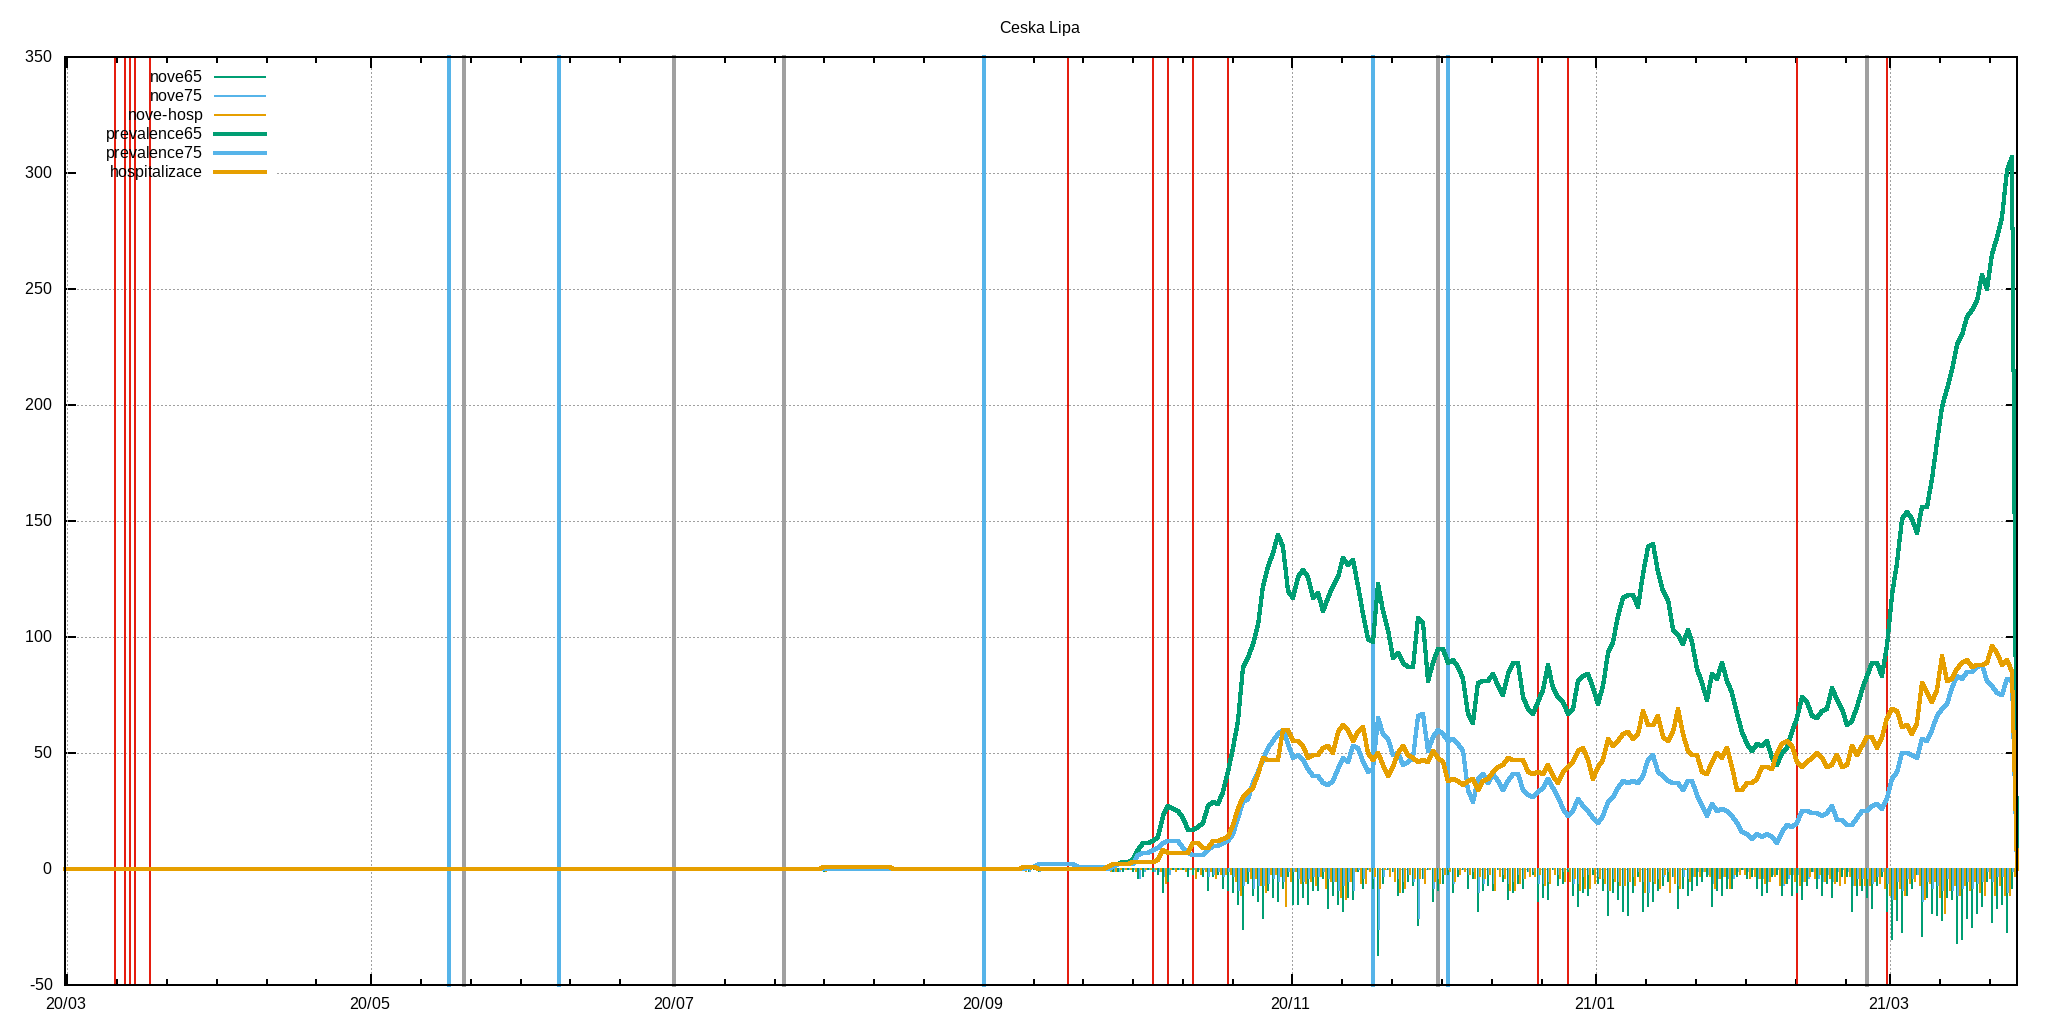 Ceska Lipa
350
300
250
200
150
100
50
0
-50
nove65
nove75
nove-hosp
prevalence65
prevalence75
hospitalizace
20/03 20/05 20/07 20/09 20/11 21/01 21/03